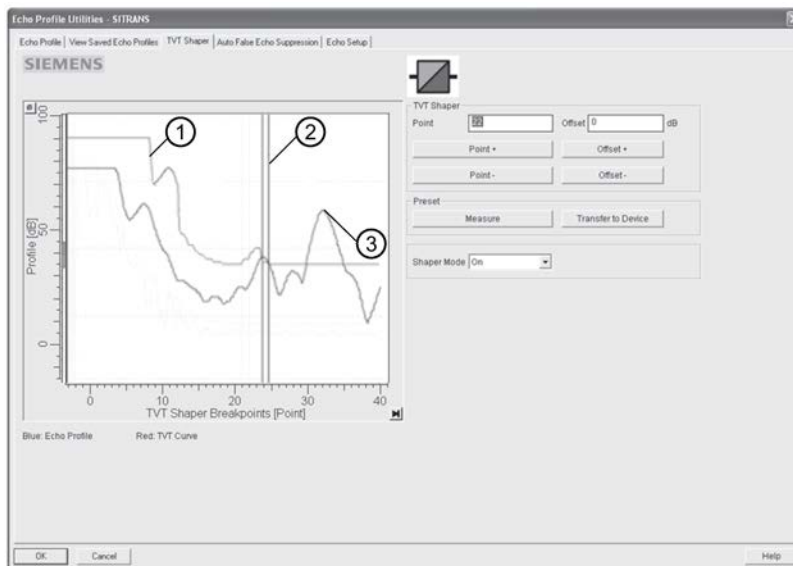 Echo Profile Utilities - SITRANS
Echo Profile | View Saved Echo Profiles | TVT Shaper | Auto False Echo Suppression | Echo Setup
SIEMENS
TVT Shaper
Point
Offset 0 dB
Point + Offset +
Point - Offset -
Preset
Measure Transfer to Device
Shaper Mode On
100
50
0
Profile [dB]
1
2
3
0 10 20 30 40
TVT Shaper Breakpoints [Point]
Blue: Echo Profile Red: TVT Curve
OK Cancel Help